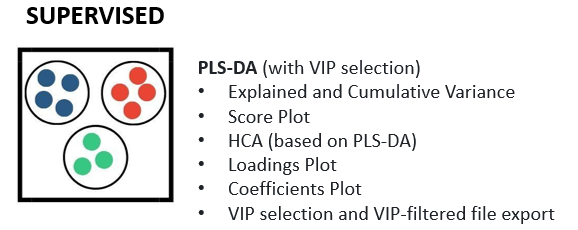 SUPERVISED
PLS-DA (with VIP selection)
• Explained and Cumulative Variance
• Score Plot
• HCA (based on PLS-DA)
• Loadings Plot
• Coefficients Plot
• VIP selection and VIP-filtered file export